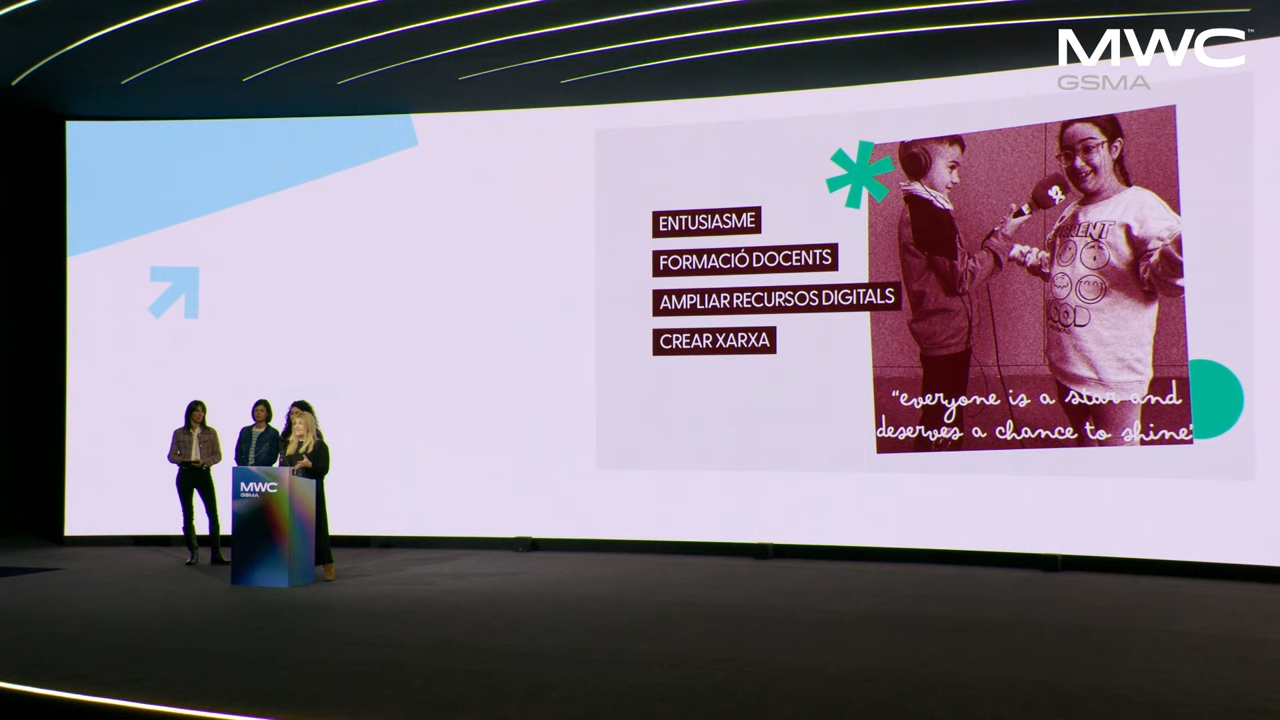 MWC™
GSMA
ENTUSIASME
FORMACIÓ DOCENTS
AMPLIAR RECURSOS DIGITALS
CREAR XARXA
"everyone is a star and
deserves a chance to shine"
MWC
GSMA